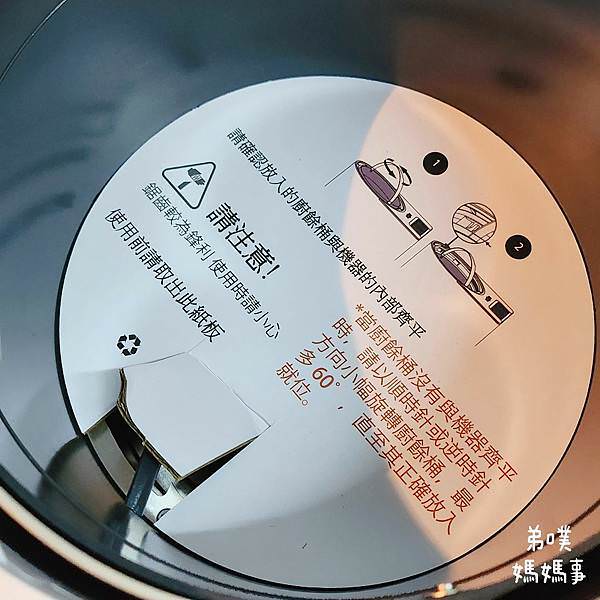 請確認放入的廚餘桶與機器的內部齊平
1
2
請注意!
鋸齒較為鋒利 使用時請小心
使用前請取出此紙板
*當廚餘桶沒有與機器齊平
時，請以順時針或逆時針
方向小幅旋轉廚餘桶，最
多60°，直至其正確放入
就位。
弟噗
媽媽事